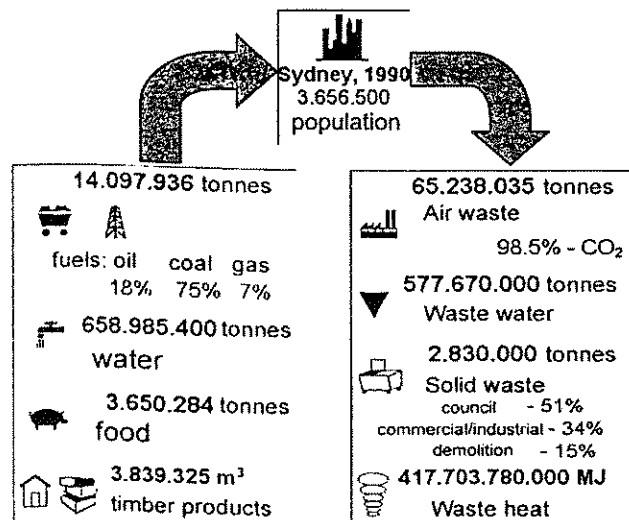 Sydney, 1990
3.656.500
population
14.097.936 tonnes
fuels: oil coal gas
18% 75% 7%
658.985.400 tonnes
water
3.650.284 tonnes
food
3.839.325 m³
timber products
65.238.035 tonnes
Air waste
98.5% - CO₂
577.670.000 tonnes
Waste water
2.830.000 tonnes
Solid waste
council - 51%
commercial/industrial - 34%
demolition - 15%
417.703.780.000 MJ
Waste heat